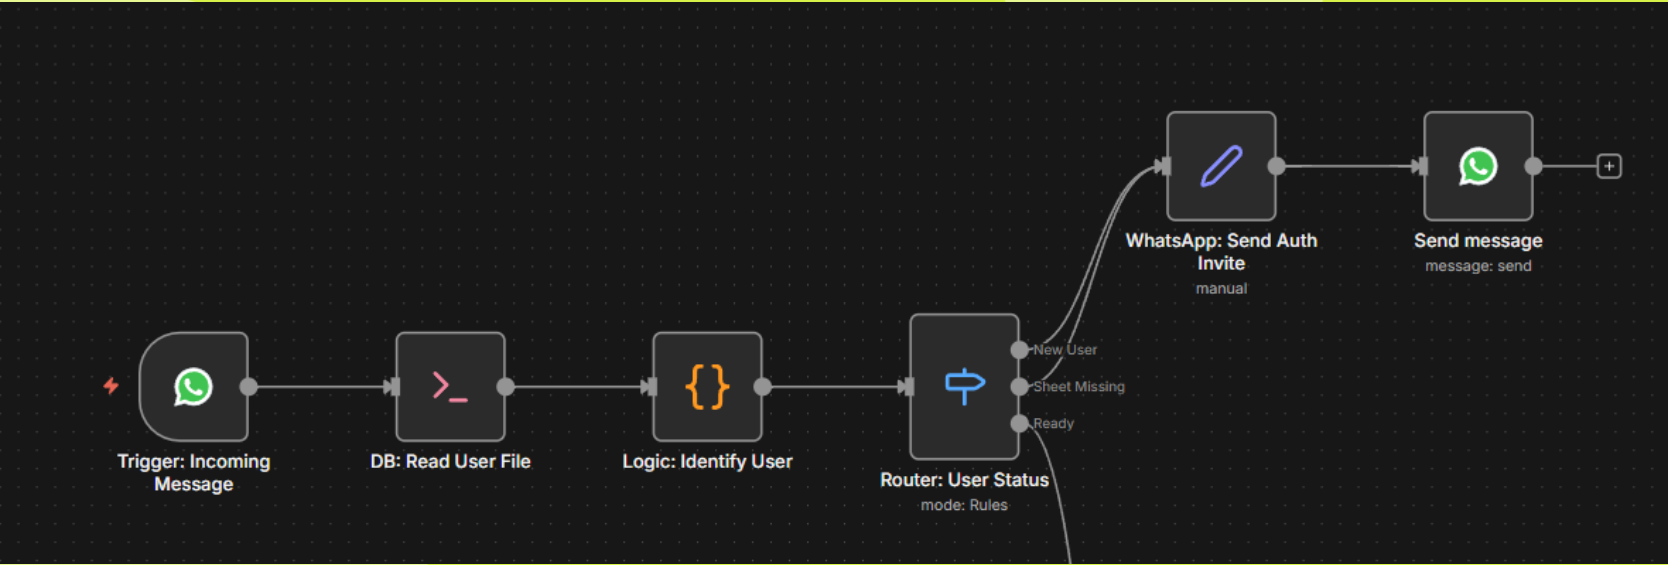 WhatsApp: Send Auth
Invite
manual
Send message
message: send
New User
Sheet Missing
Ready
Trigger: Incoming
Message
DB: Read User File
Logic: Identify User
Router: User Status
mode: Rules